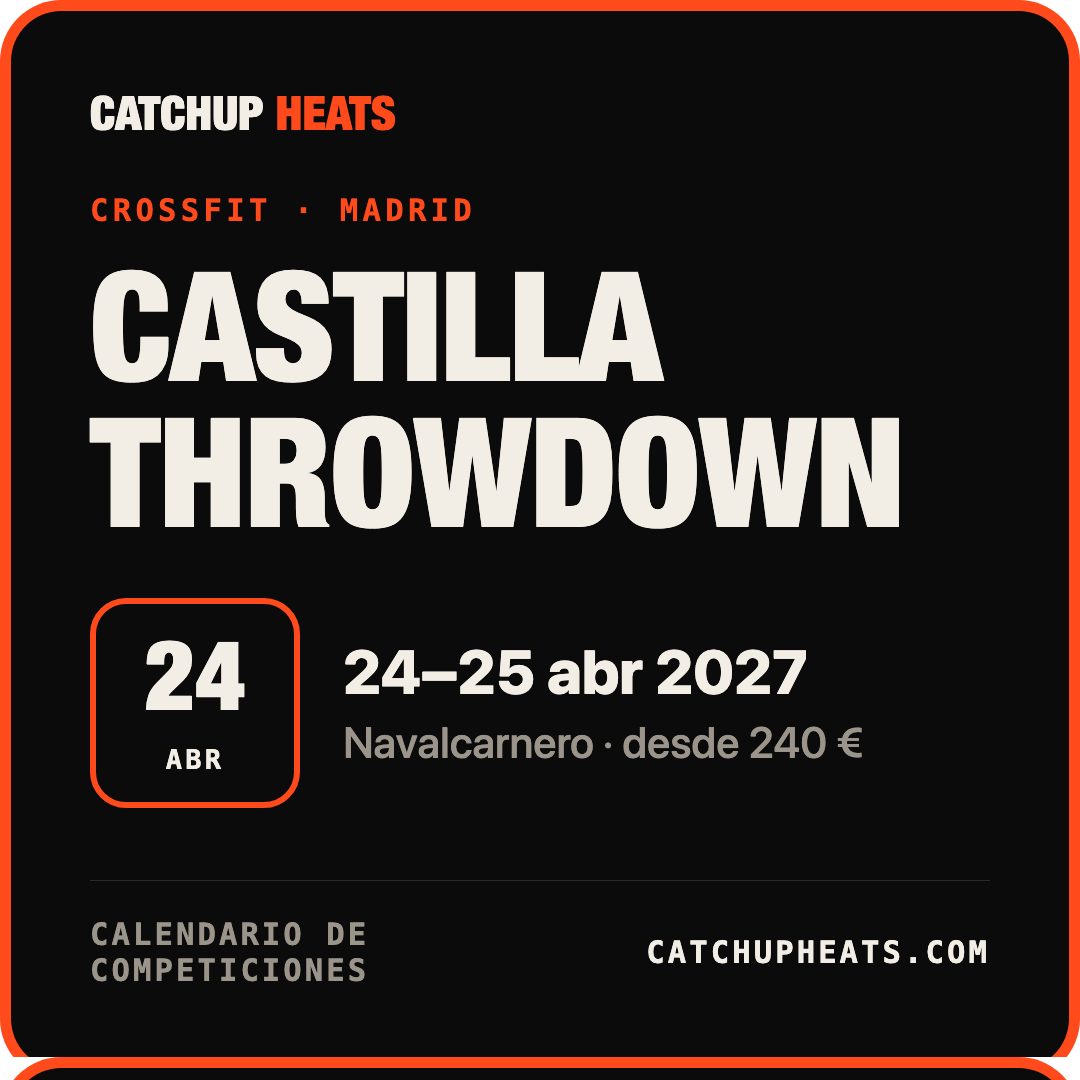 CATCHUP HEATS
CROSSFIT · MADRID
CASTILLA
THROWDOWN
24
ABR
24–25 abr 2027
Navalcarnero · desde 240 €
CALENDARIO DE
COMPETICIONES
CATCHUPHEATS.COM